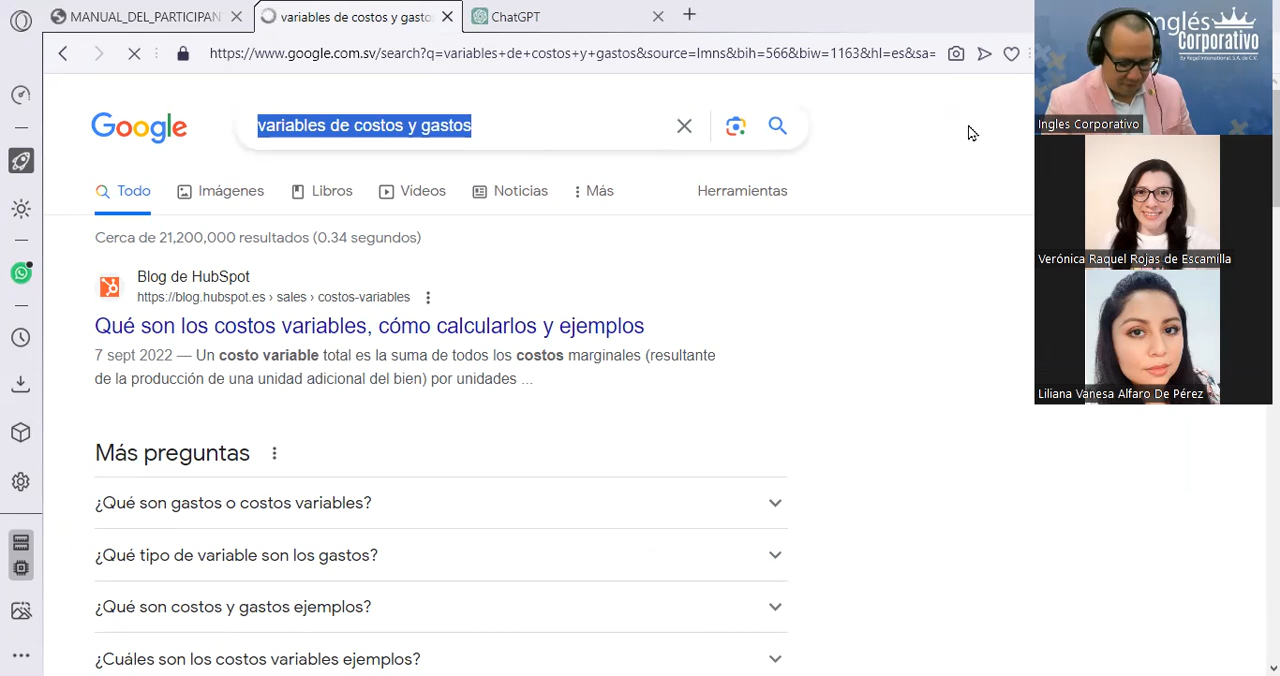 MANUAL_DEL_PARTICIPAN
variables de costos y gasto
ChatGPT
https://www.google.com.sv/search?q=variables+de+costos+y+gastos&source=lmns&bih=566&biw=1163&hl=es&sa=
Google
variables de costos y gastos
Todo
Imágenes
Libros
Videos
Noticias
Más
Herramientas
Cerca de 21,200,000 resultados (0.34 segundos)
Blog de HubSpot
https://blog.hubspot.es › sales › costos-variables
Qué son los costos variables, cómo calcularlos y ejemplos
7 sept 2022 — Un costo variable total es la suma de todos los costos marginales (resultante
de la producción de una unidad adicional del bien) por unidades ...
Más preguntas
¿Qué son gastos o costos variables?
¿Qué tipo de variable son los gastos?
¿Qué son costos y gastos ejemplos?
¿Cuáles son los costos variables ejemplos?
inglés
Corporativo
By Regal International, S.A. de C.V.
Ingles Corporativo
Verónica Raquel Rojas de Escamilla
Liliana Vanesa Alfaro De Pérez